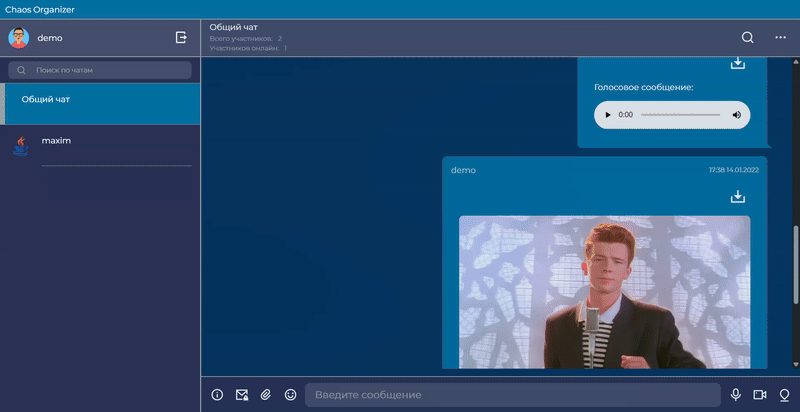 Chaos Organizer
demo
Поиск по чатам
Общий чат
maxim
Общий чат
Всего участников: 2
Участников онлайн: 1
Голосовое сообщение:
0:00
demo
17:38 14.01.2022
Введите сообщение